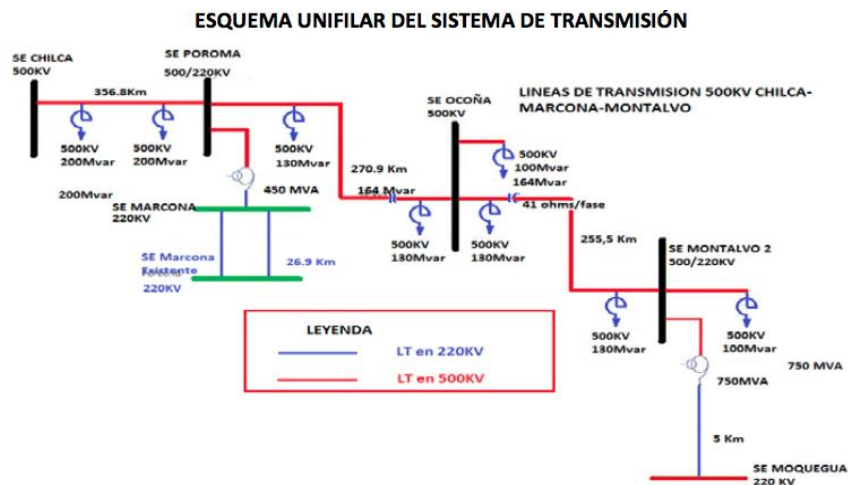 ESQUEMA UNIFILAR DEL SISTEMA DE TRANSMISIÓN
SE CHILCA
500KV
SE POROMA
500/220KV
356.8Km
500KV
200Mvar
500KV
200Mvar
500KV
130Mvar
SE OCOÑA
500KV
LINEAS DE TRANSMISION 500KV CHILCA-
MARCONA-MONTALVO
500KV
100Mvar
164Mvar
270.9 Km
164 Mvar
41 ohms/fase
450 MVA
200Mvar
SE MARCONA
220KV
500KV
130Mvar
500KV
130Mvar
255,5 Km
SE MONTALVO 2
500/220KV
SE Marcona
Existente
220KV
26.9 Km
500KV
130Mvar
500KV
100Mvar
750 MVA
750MVA
LEYENDA
LT en 220KV
LT en 500KV
5 Km
SE MOQUEGUA
220 KV